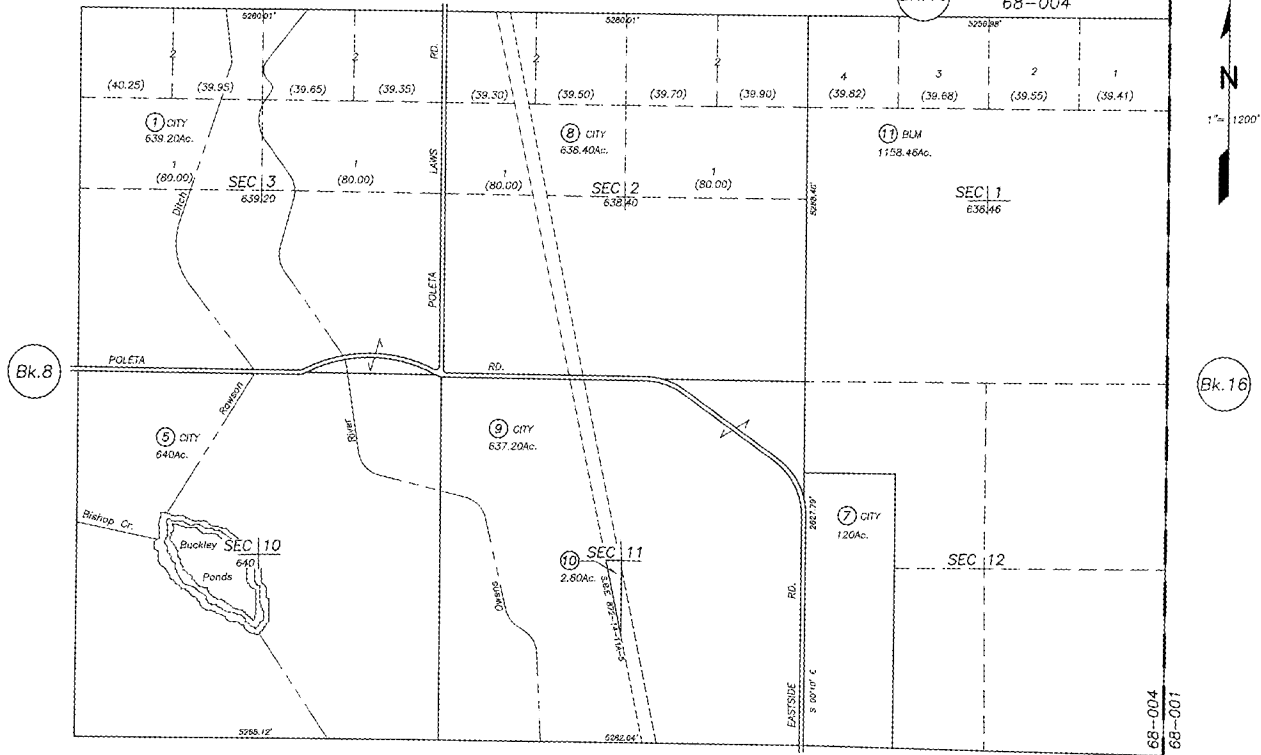 68-004
5280.01'
5280.01'
5259.98'
2
2
RD.
2
2
4
3
2
1
N
(40.25)
(39.95)
(39.65)
(39.35)
(39.30)
(39.50)
(39.70)
(39.90)
(39.82)
(39.68)
(39.55)
(39.41)
1"= 1200'
1 CITY
639.20Ac.
8 CITY
638.40Ac.
11 BLM
1158.46Ac.
LAWS
1
(80.00)
SEC 3
639.20
1
(80.00)
1
(80.00)
SEC 2
638.40
1
(80.00)
SEC 1
638.46
Ditch
POLETA
Bk.8
POLETA
RD.
Bk.16
Rawson
River
5 CITY
640Ac.
9 CITY
637.20Ac.
2627.79'
7 CITY
120Ac.
Bishop Cr.
Buckley
Ponds
SEC 10
640
10
2.80Ac.
SEC 11
SEC 12
Owens
RD.
EASTSIDE
5265.12'
5282.64'
68-004
68-001